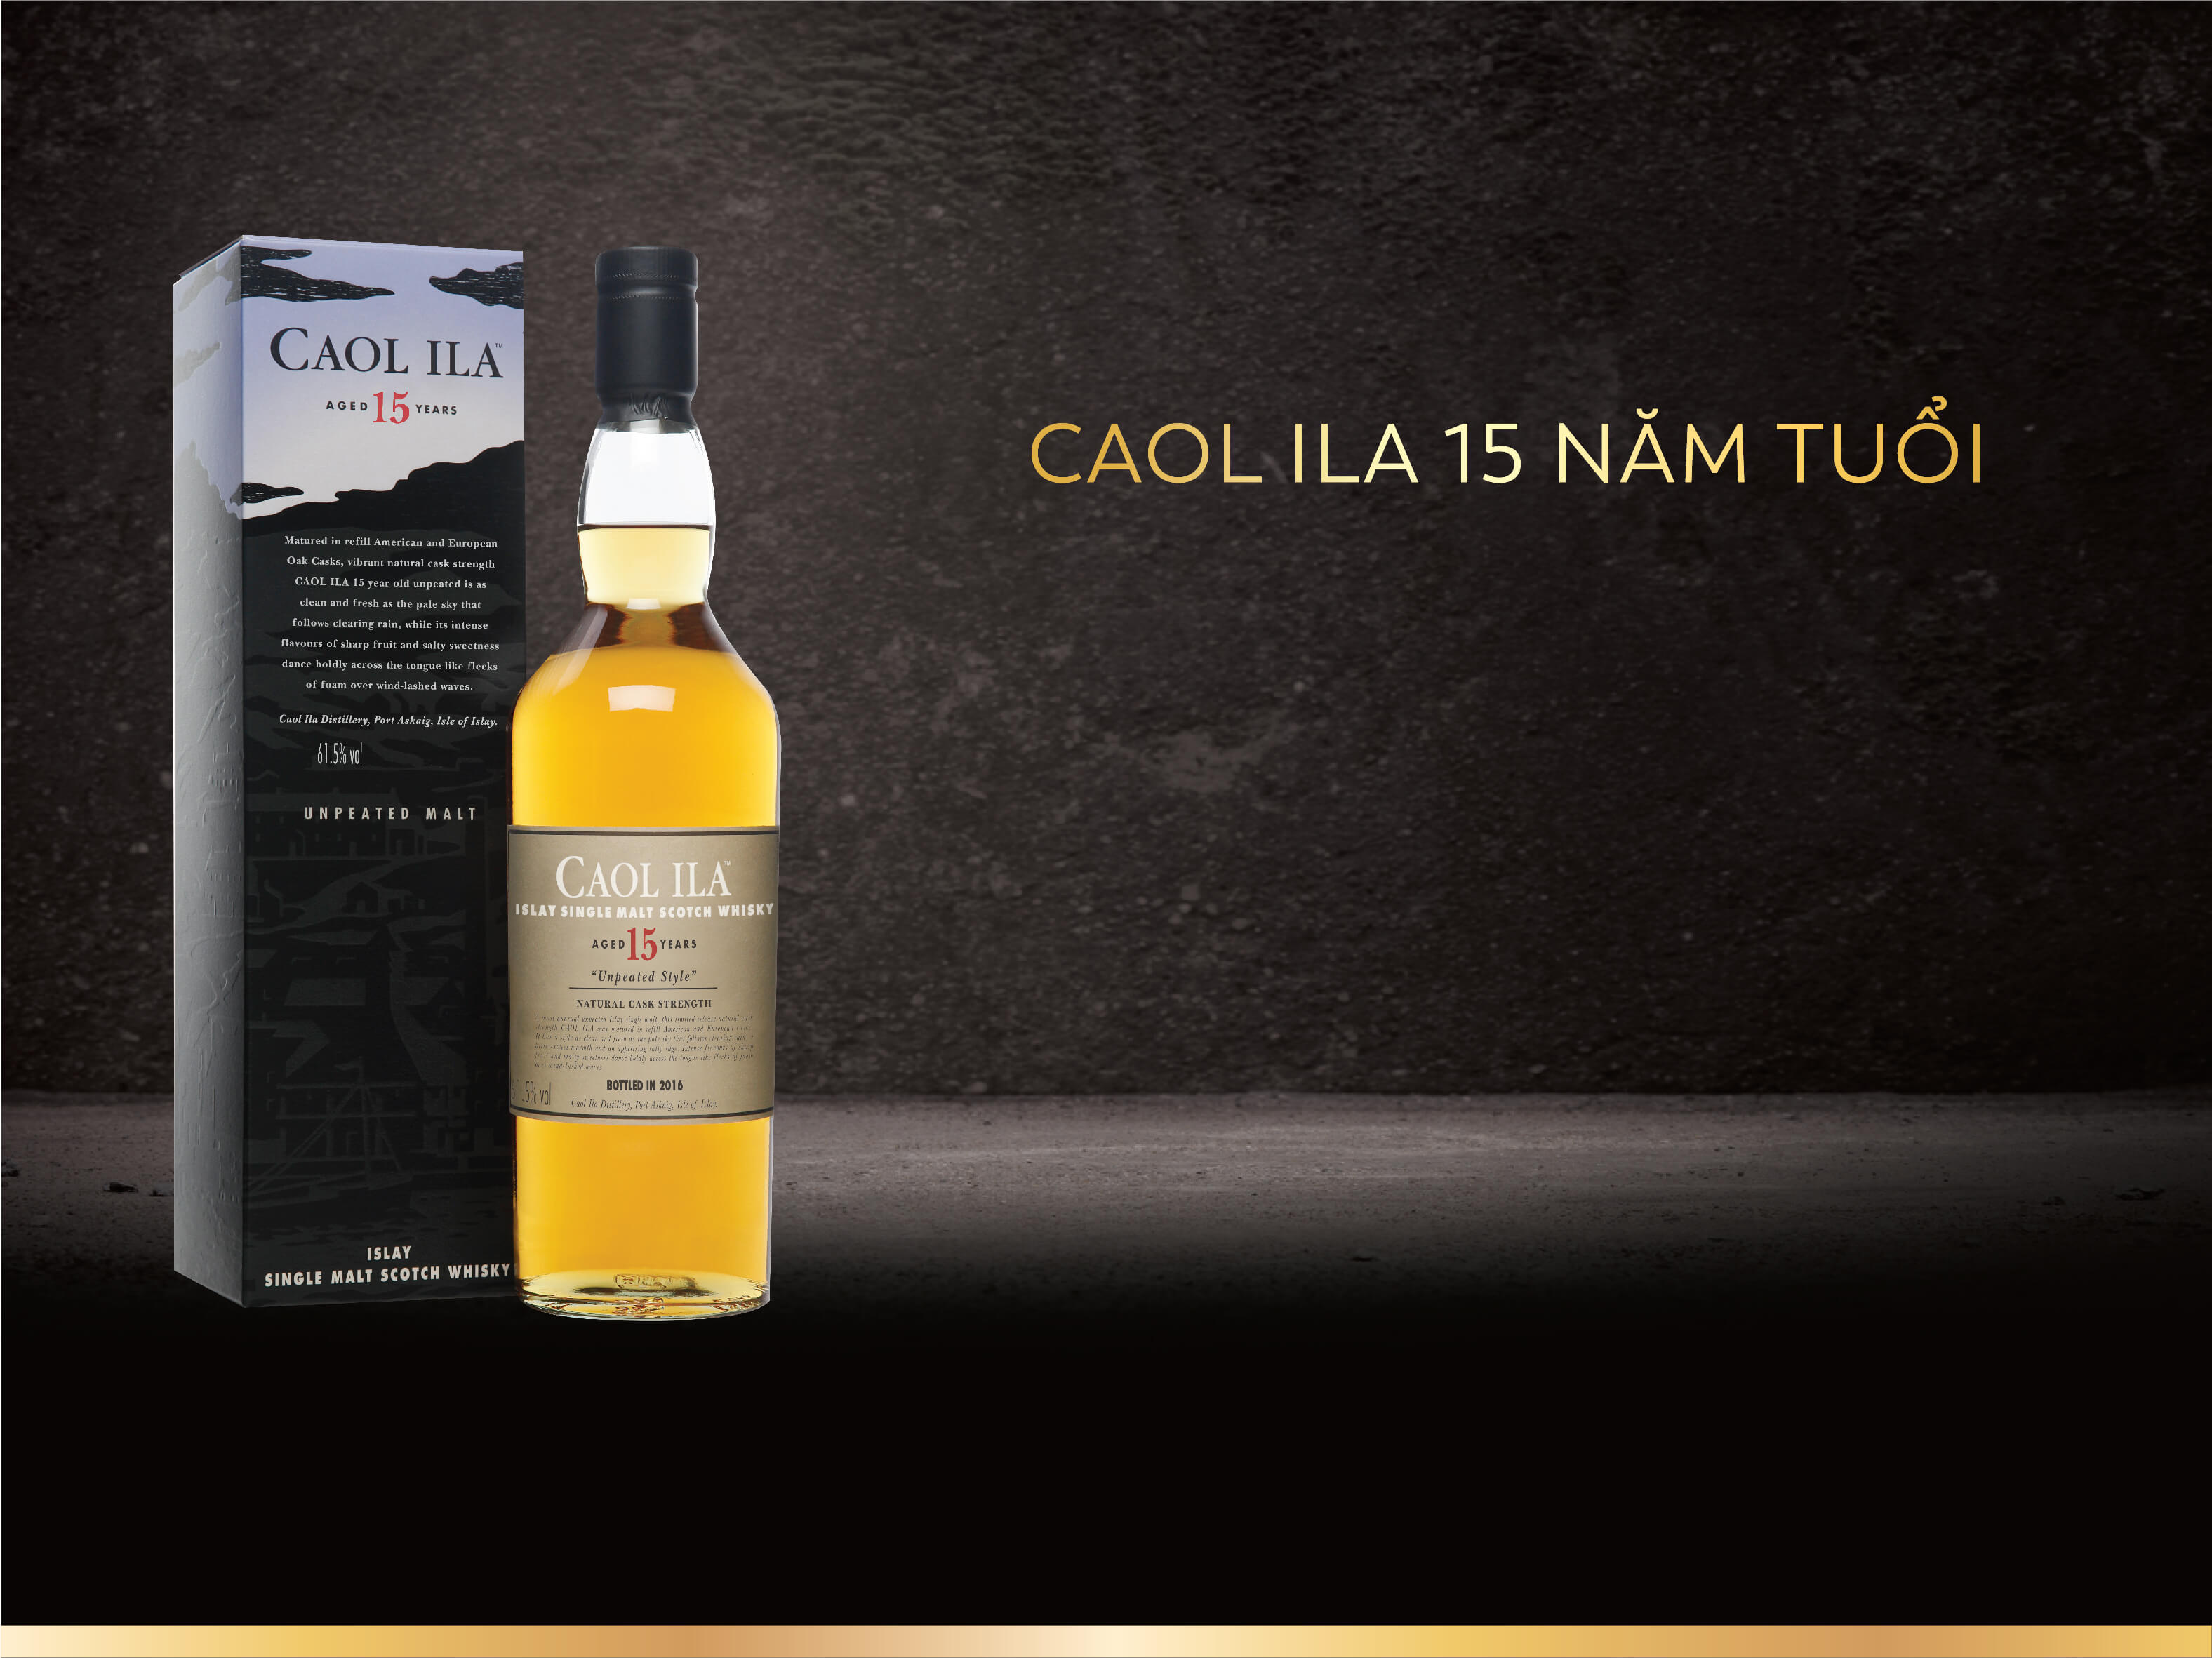 CAOL ILA™
AGED 15 YEARS
Matured in refill American and European
Oak Casks, vibrant natural cask strength
CAOL ILA 15 year old unpeated is as
clean and fresh as the pale sky that
follows clearing rain, while its intense
flavours of sharp fruit and salty sweetness
dance boldly across the tongue like flecks
of foam over wind-lashed waves.
Caol Ila Distillery, Port Askaig, Isle of Islay.
61.5% vol
UNPEATED MALT
ISLAY
SINGLE MALT SCOTCH WHISKY
CAOL ILA™
ISLAY SINGLE MALT SCOTCH WHISKY
AGED 15 YEARS
“Unpeated Style”
NATURAL CASK STRENGTH
BOTTLED IN 2016
.5% vol
Caol Ila Distillery, Port Askaig, Isle of Islay.
CAOL ILA 15 NĂM TUỔI